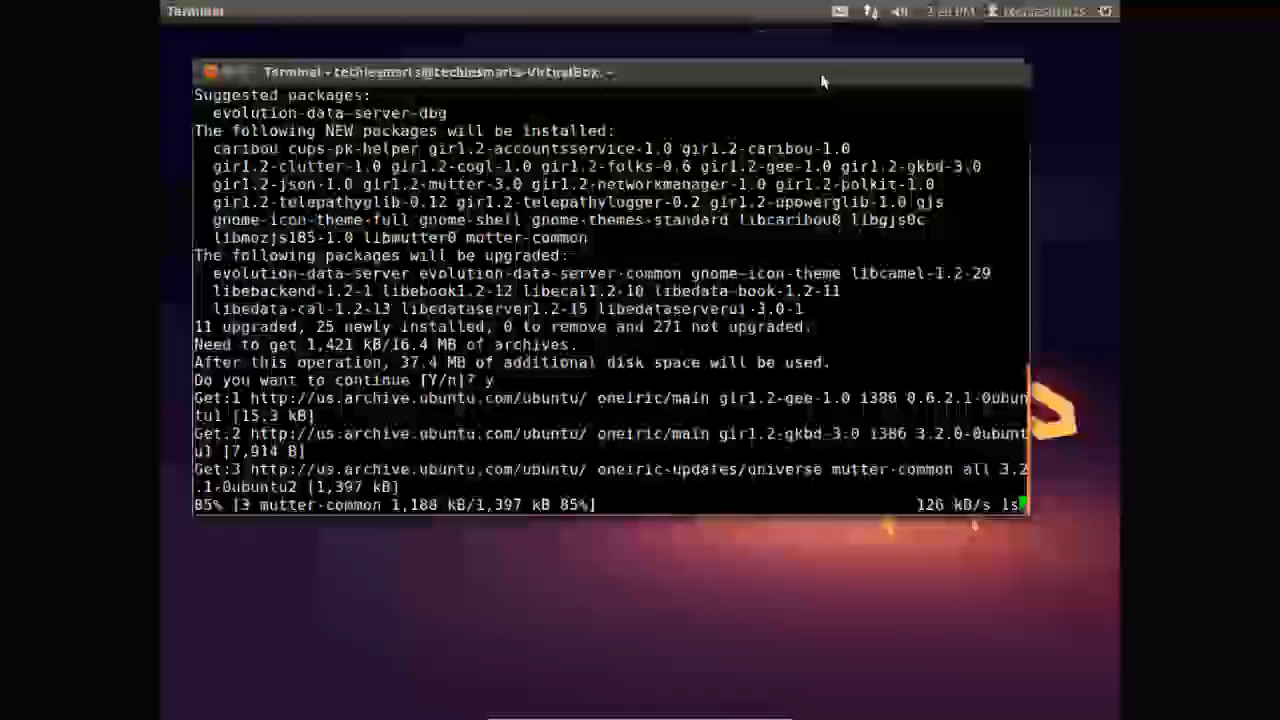 Terminal
Terminal - techiesmarts@techiesmarts-VirtualBox: ~
Suggested packages:
evolution-data-server-dbg
The following NEW packages will be installed:
caribou cups-pk-helper gir1.2-accountsservice-1.0 gir1.2-caribou-1.0
gir1.2-clutter-1.0 gir1.2-cogl-1.0 gir1.2-folks-0.6 gir1.2-gee-1.0 gir1.2-gkbd-3.0
gir1.2-json-1.0 gir1.2-mutter-3.0 gir1.2-networkmanager-1.0 gir1.2-polkit-1.0
gir1.2-telepathyglib-0.12 gir1.2-telepathylogger-0.2 gir1.2-upowerglib-1.0 gjs
gnome-icon-theme-full gnome-shell gnome-themes-standard libcaribou0 libgjs0c
libmozjs185-1.0 libmutter0 mutter-common
The following packages will be upgraded:
evolution-data-server evolution-data-server-common gnome-icon-theme libcamel-1.2-29
libebackend-1.2-1 libebook1.2-12 libecal1.2-10 libedata-book-1.2-11
libedata-cal-1.2-13 libedataserver1.2-15 libedataserverui-3.0-1
11 upgraded, 25 newly installed, 0 to remove and 271 not upgraded.
Need to get 1,421 kB/16.4 MB of archives.
After this operation, 37.4 MB of additional disk space will be used.
Do you want to continue [Y/n]? y
Get:1 http://us.archive.ubuntu.com/ubuntu/ oneiric/main gir1.2-gee-1.0 i386 0.6.2.1-0ubun
tu1 [15.3 kB]
Get:2 http://us.archive.ubuntu.com/ubuntu/ oneiric/main gir1.2-gkbd-3.0 i386 3.2.0-0ubunt
u1 [7,914 B]
Get:3 http://us.archive.ubuntu.com/ubuntu/ oneiric-updates/universe mutter-common all 3.2
.1-0ubuntu2 [1,397 kB]
85% [3 mutter-common 1,188 kB/1,397 kB 85%] 126 kB/s 1s